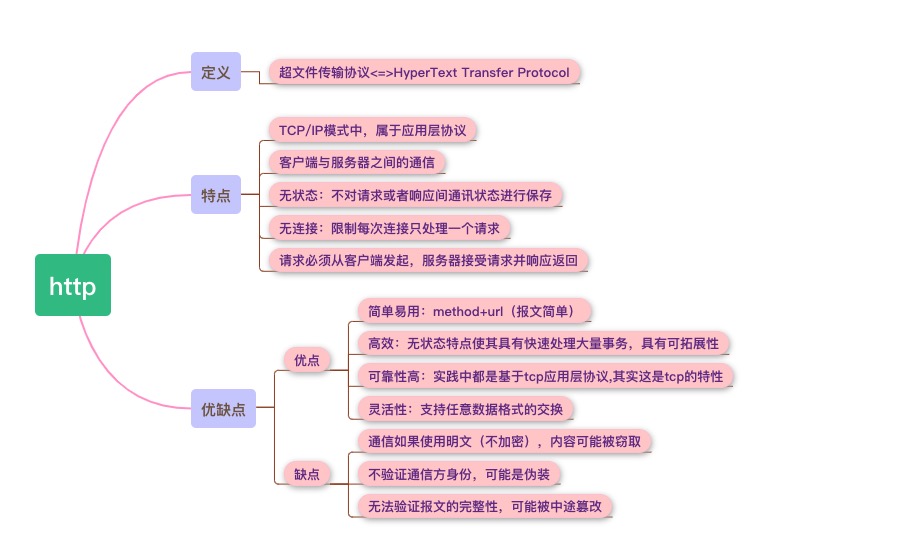 http
定义
超文件传输协议<=>HyperText Transfer Protocol
特点
TCP/IP模式中，属于应用层协议
客户端与服务器之间的通信
无状态：不对请求或者响应间通讯状态进行保存
无连接：限制每次连接只处理一个请求
请求必须从客户端发起，服务器接受请求并响应返回
优缺点
优点
简单易用：method+url（报文简单）
高效：无状态特点使其具有快速处理大量事务，具有可拓展性
可靠性高：实践中都是基于tcp应用层协议,其实这是tcp的特性
灵活性：支持任意数据格式的交换
缺点
通信如果使用明文（不加密），内容可能被窃取
不验证通信方身份，可能是伪装
无法验证报文的完整性，可能被中途篡改